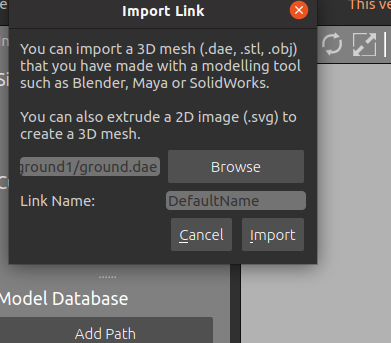 Import Link
This ve
You can import a 3D mesh (.dae, .stl, .obj)
that you have made with a modelling tool
such as Blender, Maya or SolidWorks.
You can also extrude a 2D image (.svg) to
create a 3D mesh.
ground1/ground.dae
Browse
Link Name:
DefaultName
Cancel
Import
Model Database
Add Path